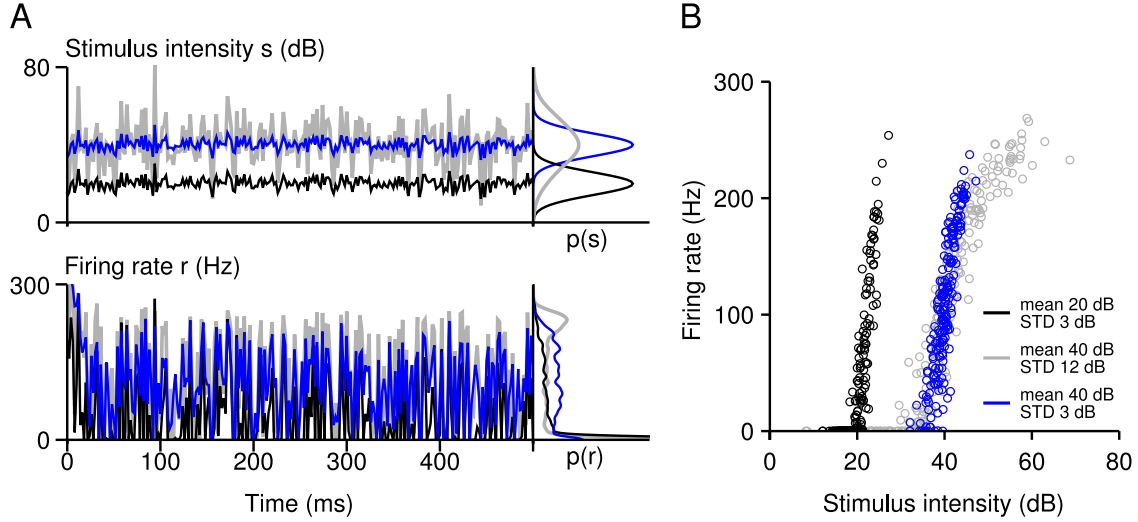 A
Stimulus intensity s (dB)
80
0
p(s)
Firing rate r (Hz)
300
0
p(r)
0 100 200 300 400
Time (ms)
B
300
200
100
0
Firing rate (Hz)
mean 20 dB
STD 3 dB
mean 40 dB
STD 12 dB
mean 40 dB
STD 3 dB
0 20 40 60 80
Stimulus intensity (dB)